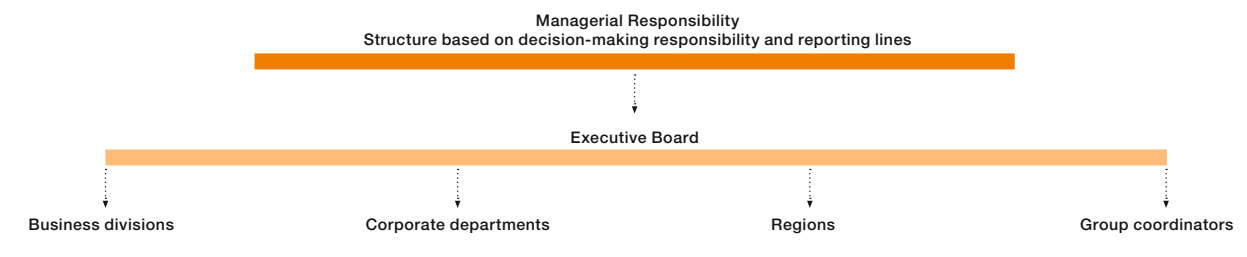 Managerial Responsibility
Structure based on decision-making responsibility and reporting lines
Executive Board
Business divisions
Corporate departments
Regions
Group coordinators